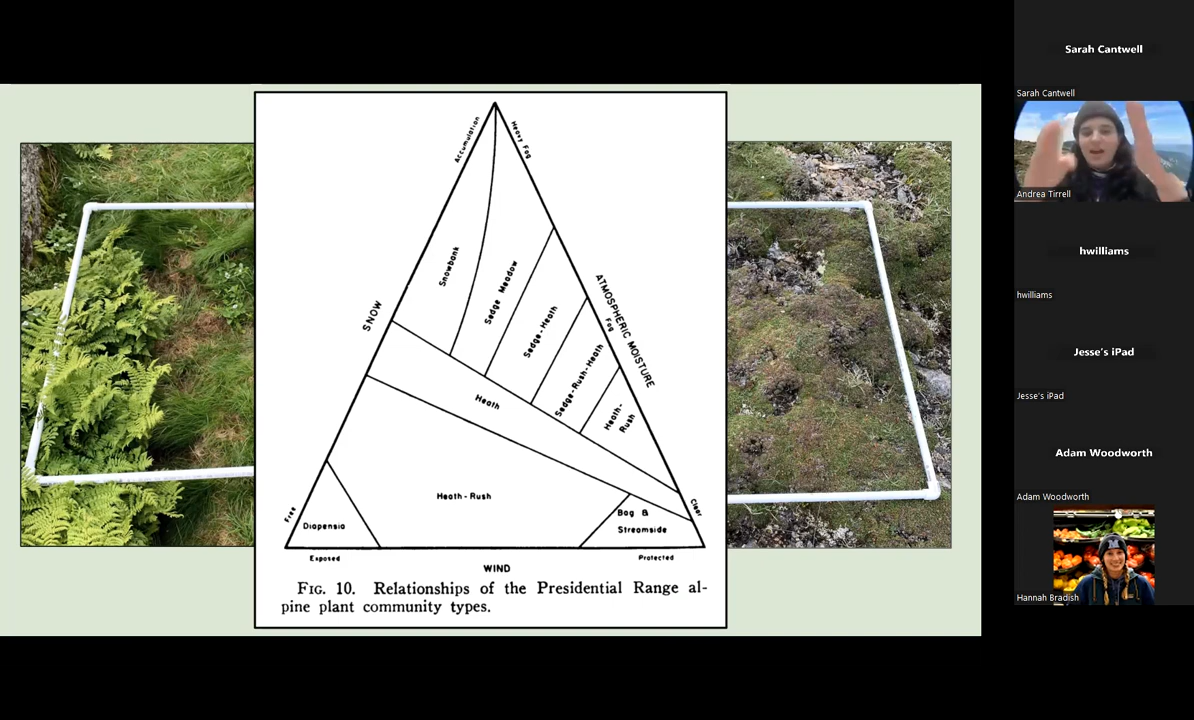 Accumulation
Heavy Fog
Snowbank
Sedge Meadow
SNOW
Sedge-Heath
ATMOSPHERIC MOISTURE
Fog
Sedge-Rush-Heath
Heath
Heath-
Rush
Heath-Rush
Free
Diapensia
Bog &
Streamside
Clear
Exposed
Protected
WIND
FIG. 10. Relationships of the Presidential Range al-
pine plant community types.
Sarah Cantwell
Sarah Cantwell
Andrea Tirrell
hwilliams
hwilliams
Jesse's iPad
Jesse's iPad
Adam Woodworth
Adam Woodworth
M
Hannah Bradish